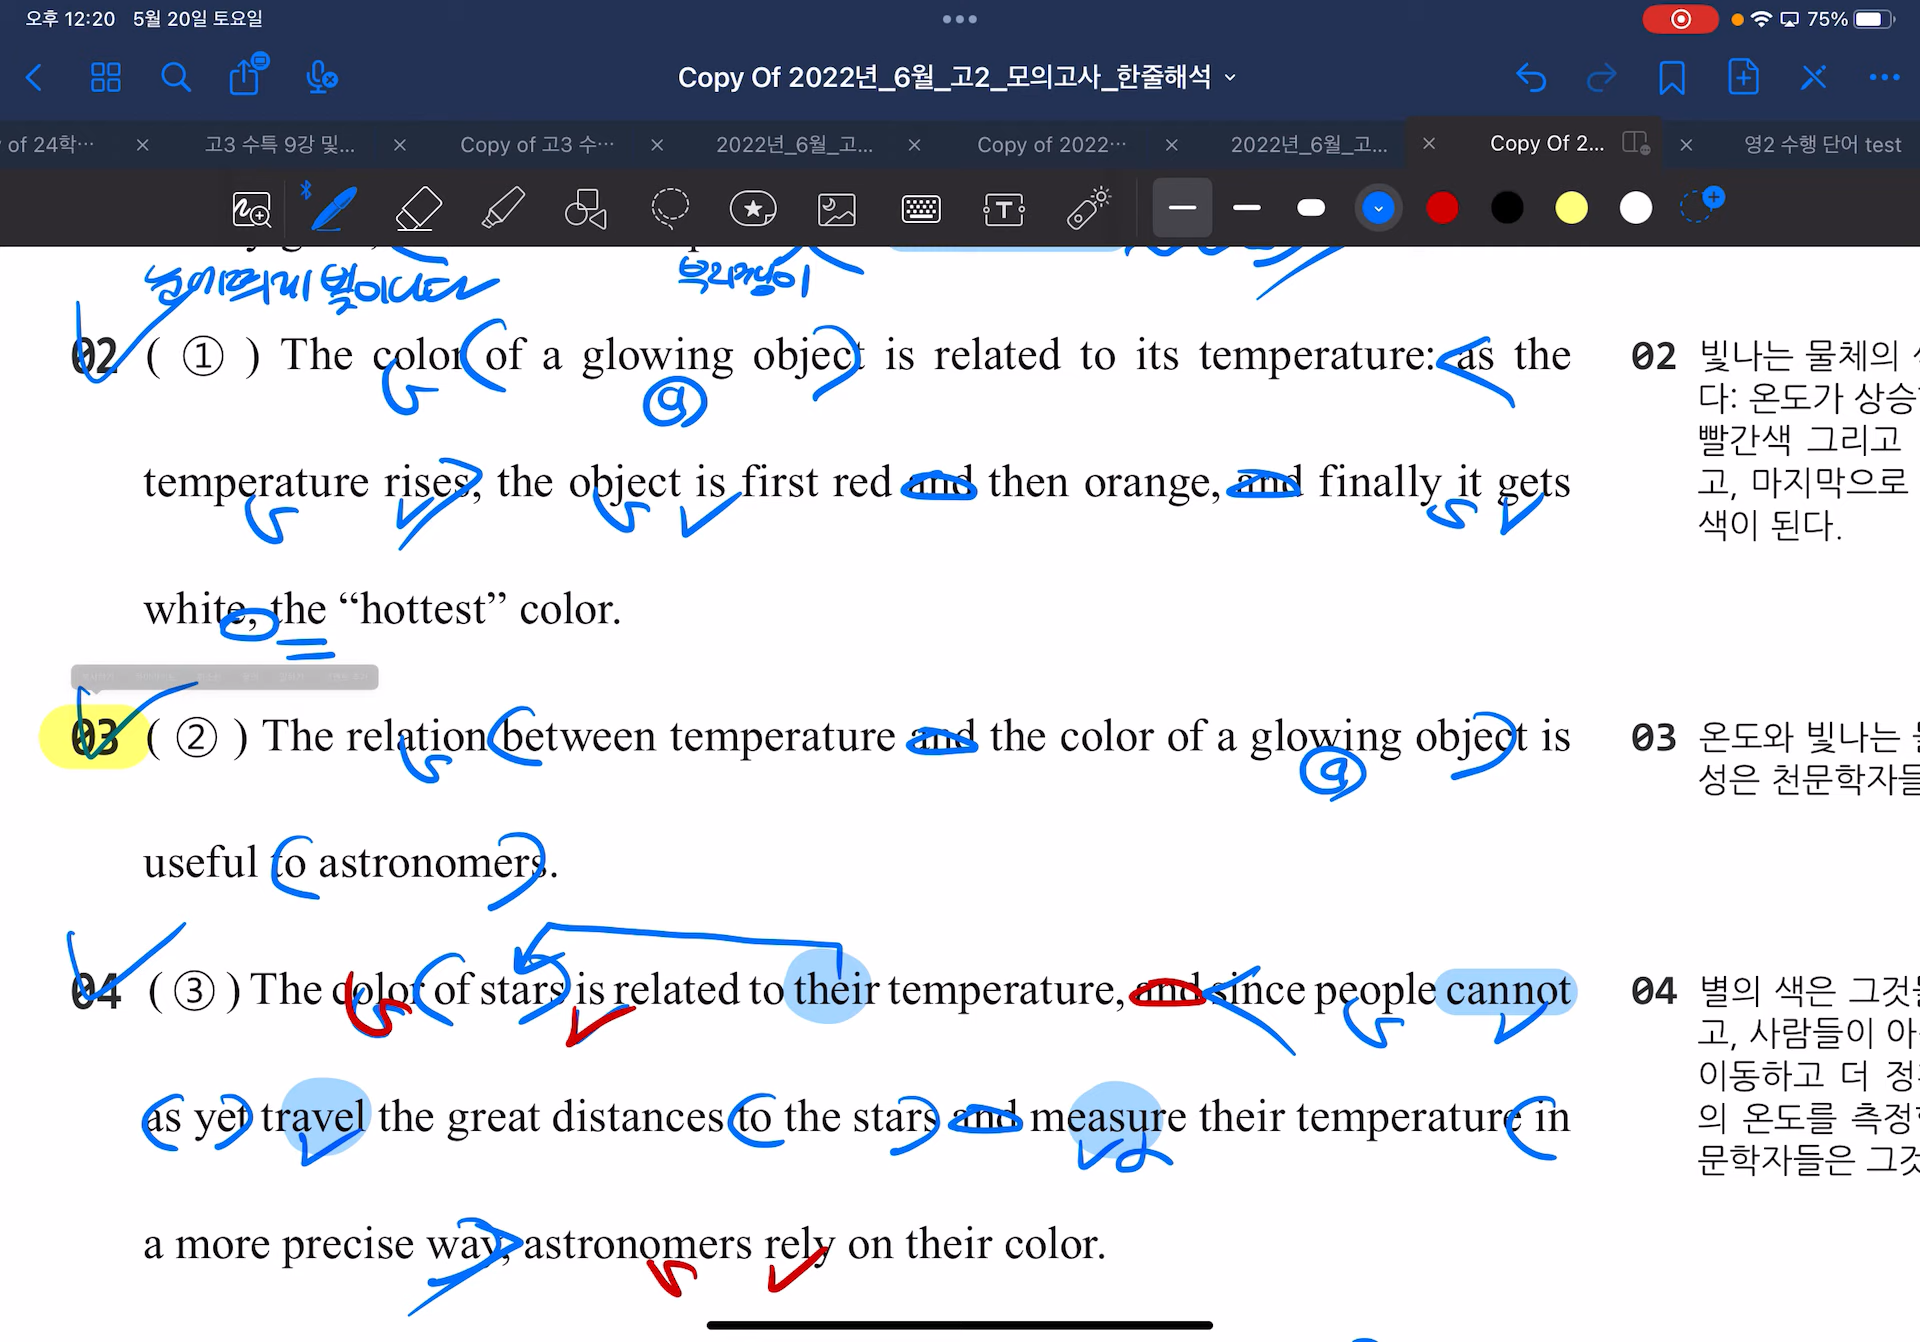 오후 12:20 5월 20일 토요일
75%
Copy Of 2022년_6월_고2_모의고사_한줄해석
of 24학… 고3 수특 9강 및... Copy of 고3 수… 2022년_6월_고... Copy of 2022… 2022년_6월_고... Copy Of 2... 영2 수행 단어 test
눈에띄게 빛이나다 부지깽이
02 ( ① ) The color of a glowing object is related to its temperature: as the
temperature rises, the object is first red and then orange, and finally it gets
white, the “hottest” color.
02 빛나는 물체의
다: 온도가 상승
빨간색 그리고
고, 마지막으로
색이 된다.
03 ( ② ) The relation between temperature and the color of a glowing object is
useful to astronomers.
03 온도와 빛나는
성은 천문학자들
04 ( ③ ) The color of stars is related to their temperature, and since people cannot
as yet travel the great distances to the stars and measure their temperature in
a more precise way, astronomers rely on their color.
04 별의 색은 그것
고, 사람들이 아
이동하고 더 정
의 온도를 측정
문학자들은 그것